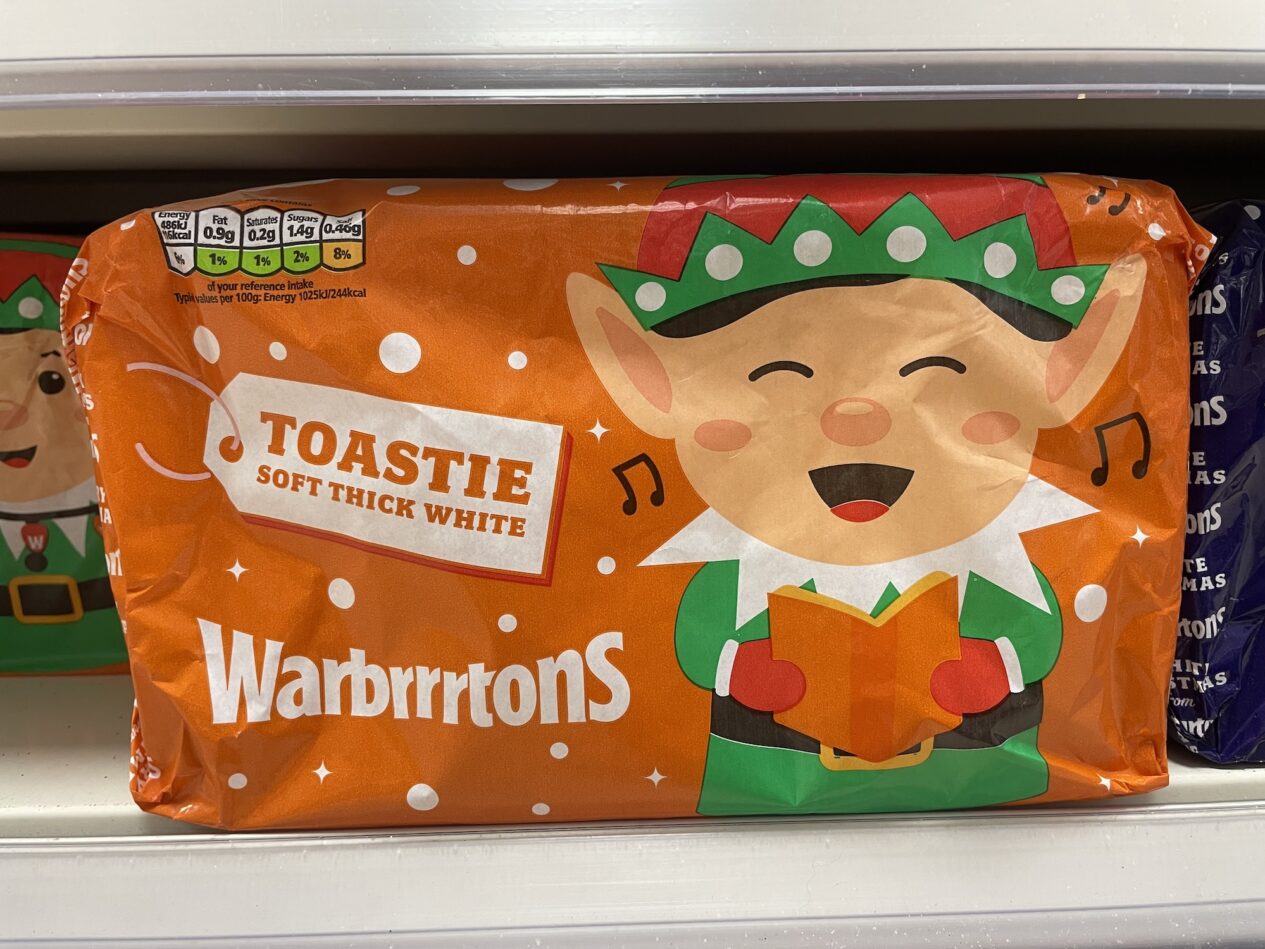 Energy Fat Saturates Sugars Salt
486kJ 0.9g 0.2g 1.4g 0.46g
1% 1% 2% 8%
of your reference intake
values per 100g: Energy 1025kJ/244kcal
TOASTIE
SOFT THICK WHITE
Warbrrrtons
W